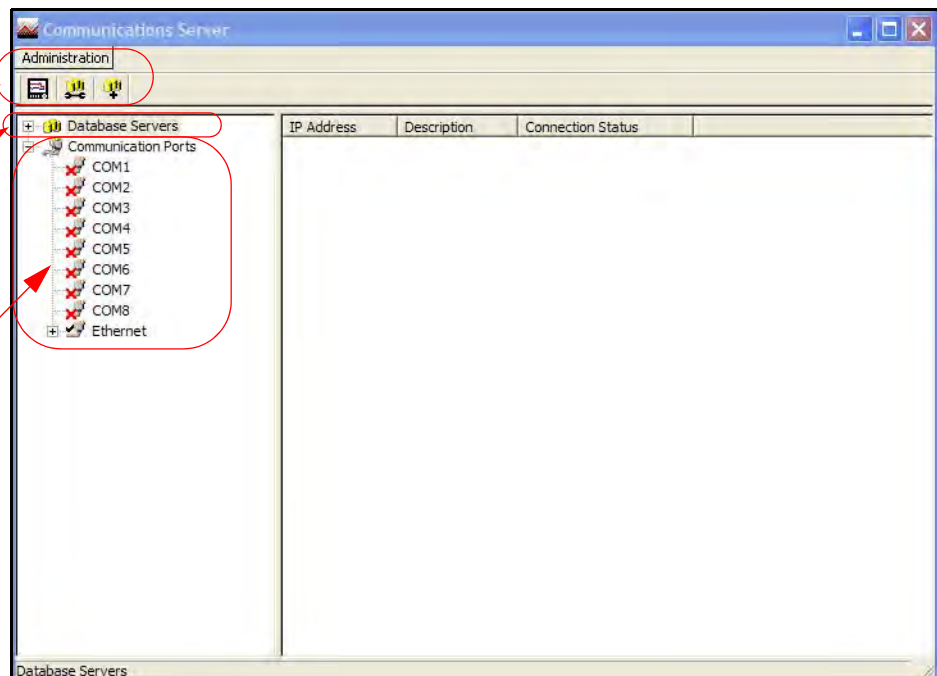 Communications Server
Administration
Database Servers
Communication Ports
COM1
COM2
COM3
COM4
COM5
COM6
COM7
COM8
Ethernet
IP Address Description Connection Status
Database Servers